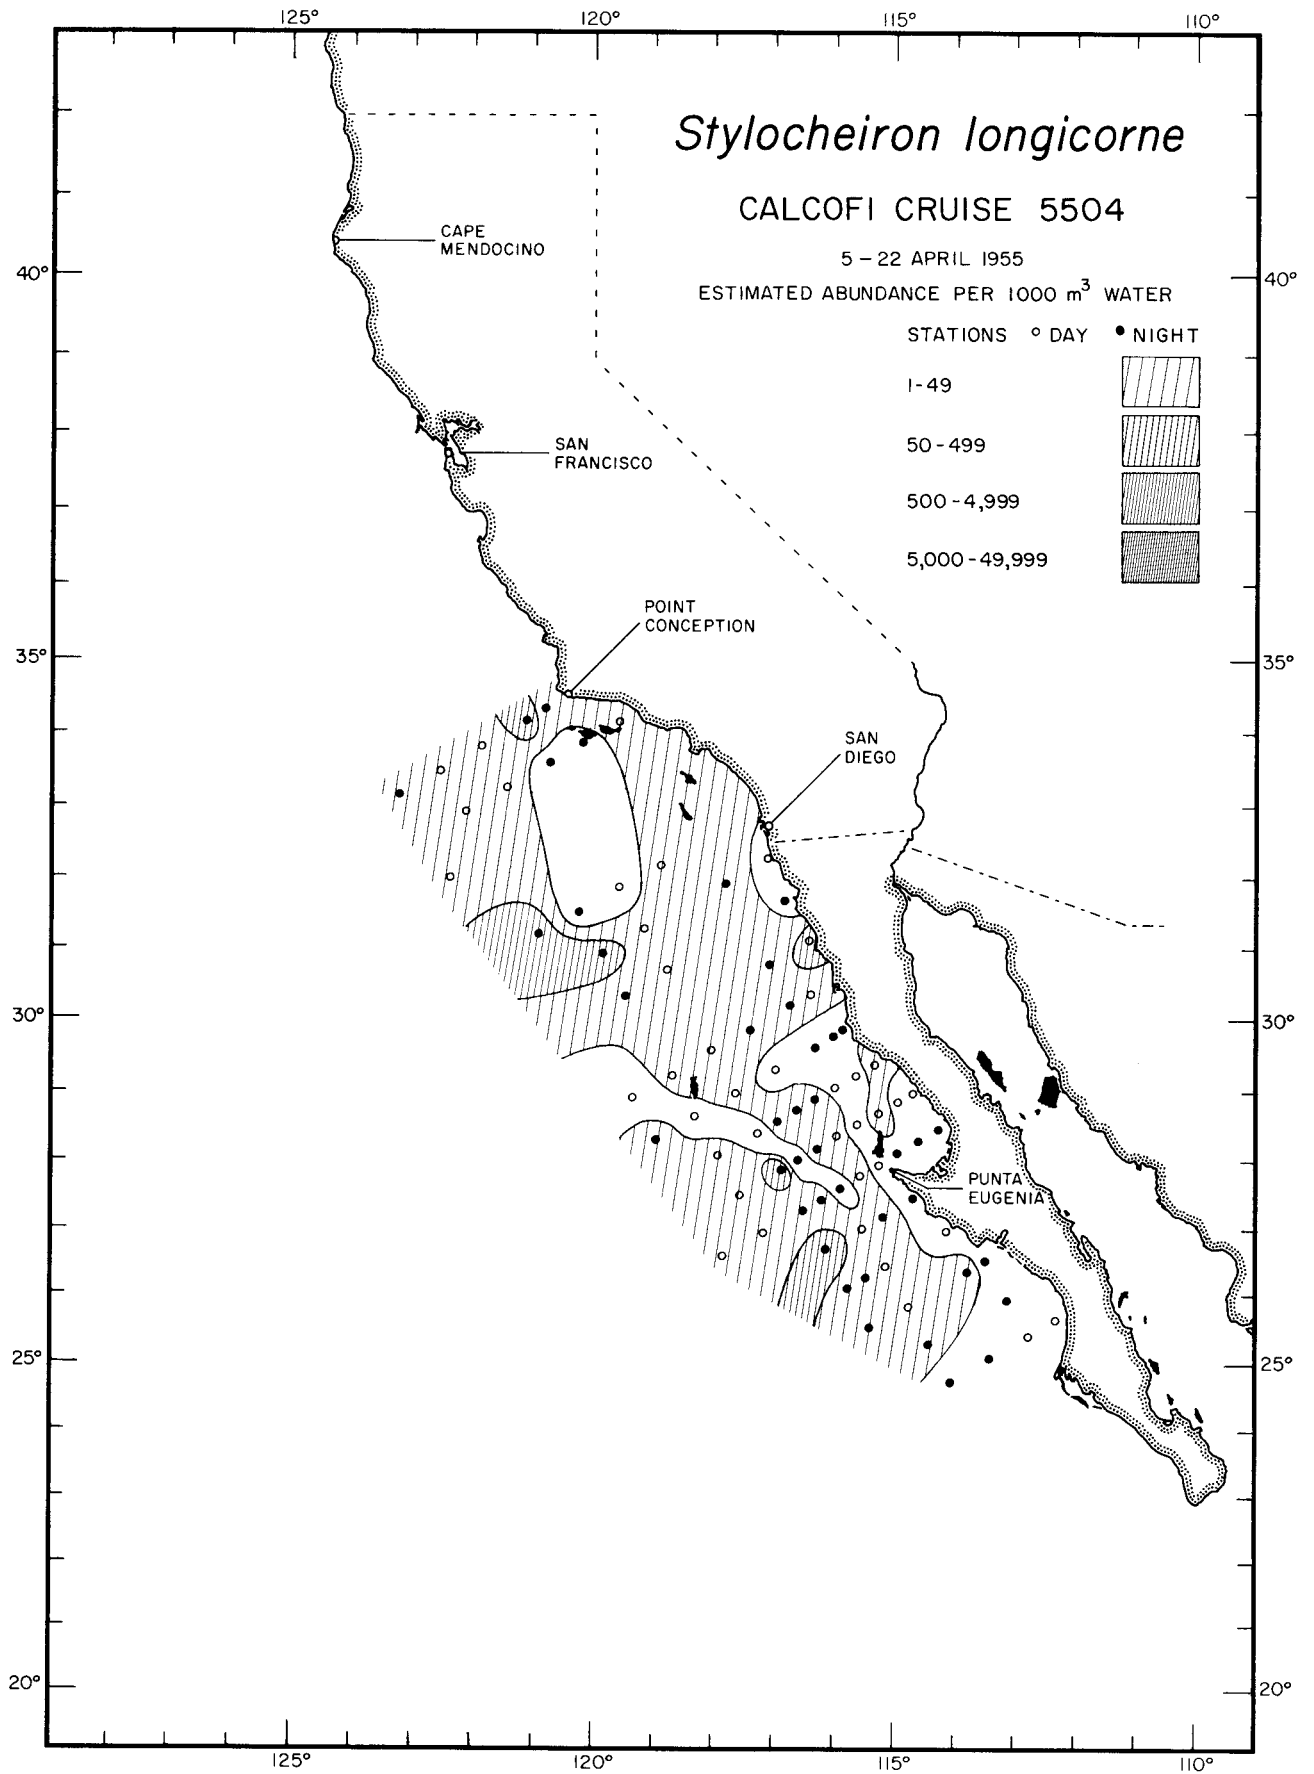 125° 120° 115° 110°
Stylocheiron longicorne
CALCOFI CRUISE 5504
5-22 APRIL 1955
ESTIMATED ABUNDANCE PER 1000 m³ WATER
STATIONS ○ DAY ● NIGHT
1-49
50-499
500-4,999
5,000-49,999
CAPE
MENDOCINO
40° 40°
SAN
FRANCISCO
POINT
CONCEPTION
35° 35°
SAN
DIEGO
30° 30°
PUNTA
EUGENIA
25° 25°
20° 20°
125° 120° 115° 110°